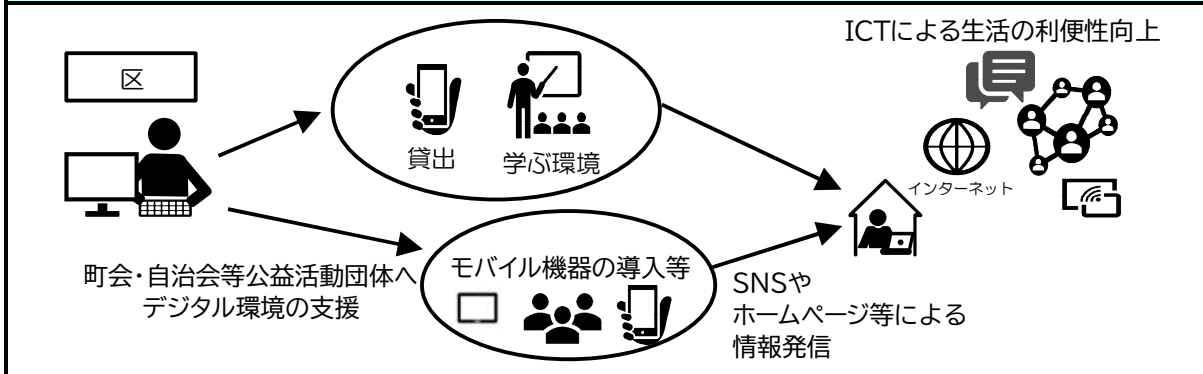 ICTによる生活の利便性向上
区
貸出
学ぶ環境
インターネット
町会・自治会等公益活動団体へ
デジタル環境の支援
モバイル機器の導入等
SNSや
ホームページ等による
情報発信